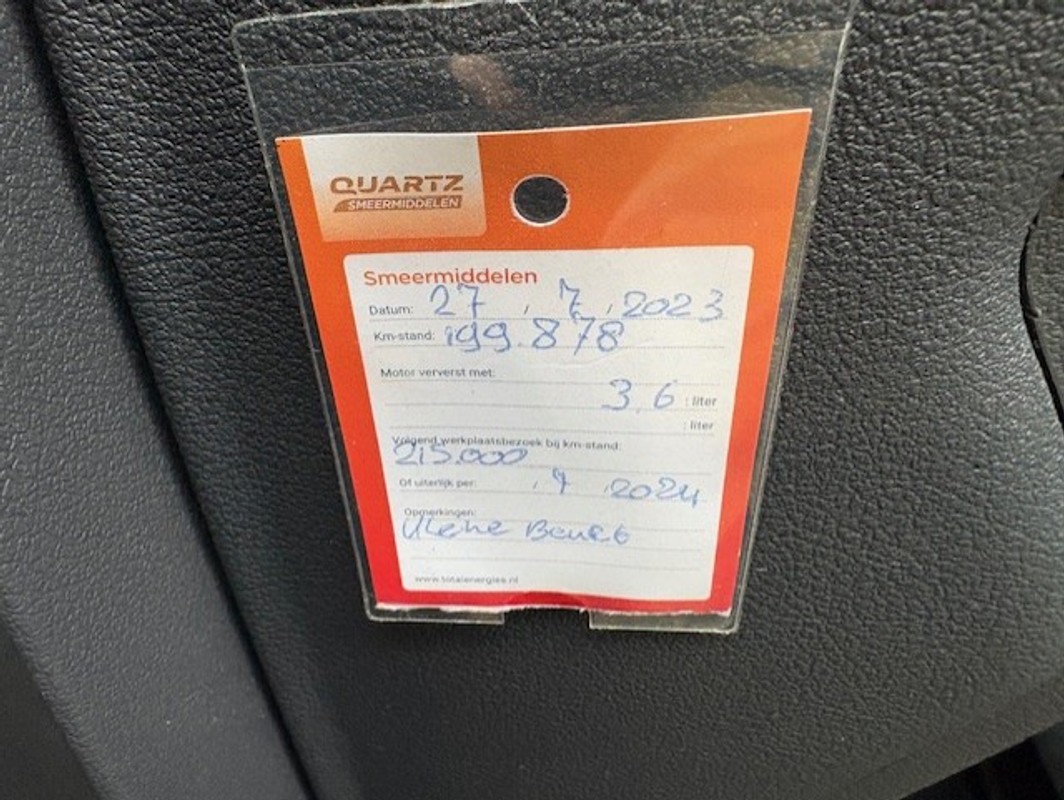 QUARTZ
SMEERMIDDELEN
Smeermiddelen
Datum: 27 / 7 / 2023
Km-stand: 199.878
Motor ververst met:
3,6 : liter
: liter
Volgend werkplaatsbezoek bij km-stand:
215.000
Of uiterlijk per: / 7 / 2024
Opmerkingen:
Kleine Beurt
www.totalenergies.nl